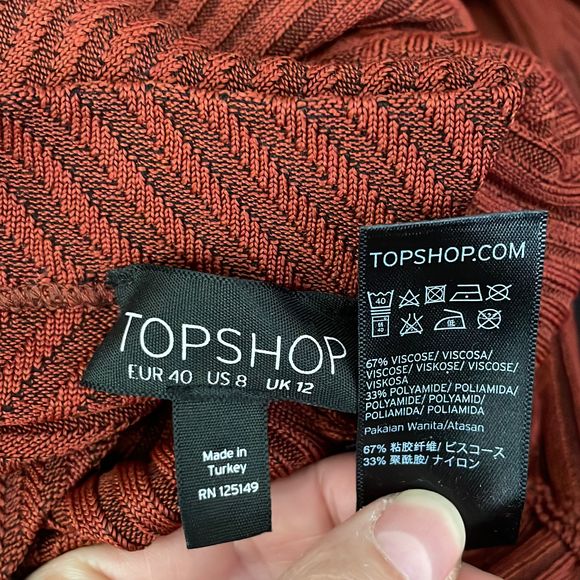 TOPSHOP
EUR 40 US 8 UK 12
Made in
Turkey
RN 125149
TOPSHOP.COM
40
低
67% VISCOSE/ VISCOSA/
VISCOSE/ VISKOSE/ VISCOSE/
VISKOSA
33% POLYAMIDE/ POLIAMIDA/
POLYAMIDE/ POLYAMID/
POLIAMIDA/ POLIAMIDA
Pakaian Wanita/Atasan
67% 粘胶纤维/ ビスコース
33% 聚酰胺/ ナイロン